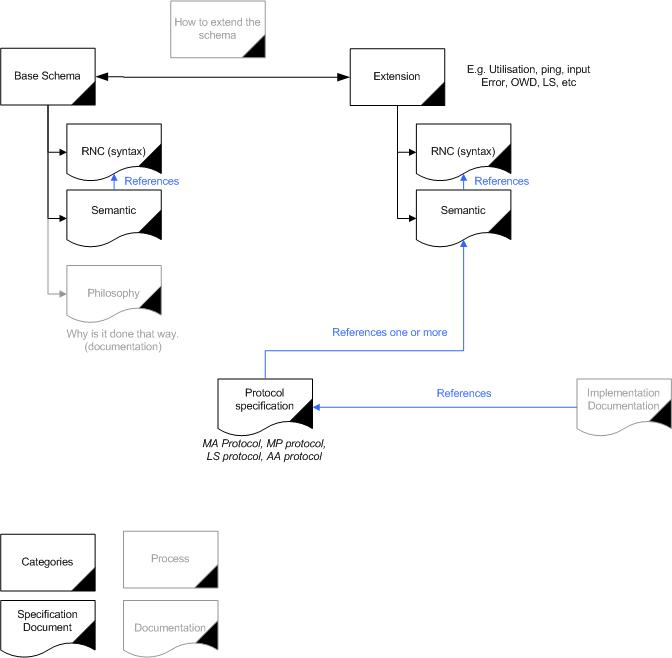 How to extend the
schema
Base Schema
Extension
E.g. Utilisation, ping, input
Error, OWD, LS, etc
RNC (syntax)
RNC (syntax)
References
References
Semantic
Semantic
Philosophy
Why is it done that way.
(documentation)
References one or more
Protocol
specification
References
Implementation
Documentation
MA Protocol, MP protocol,
LS protocol, AA protocol
Categories
Process
Specification
Document
Documentation